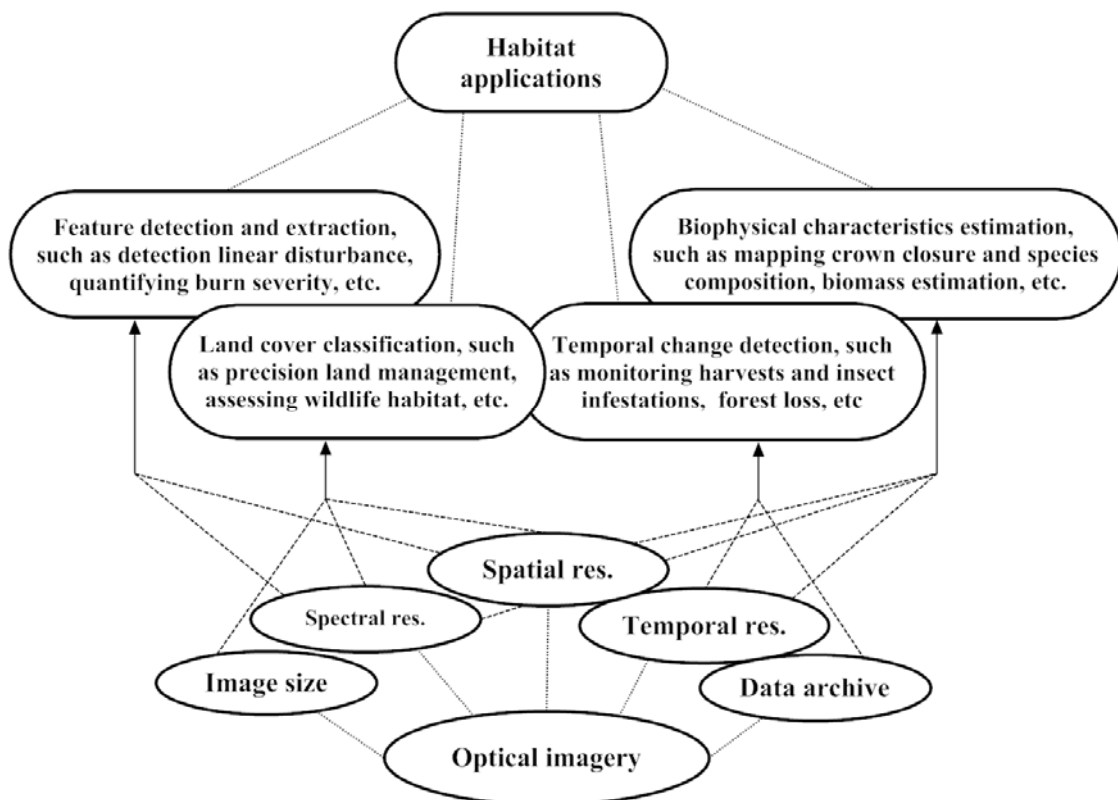 Habitat
applications
Feature detection and extraction,
such as detection linear disturbance,
quantifying burn severity, etc.
Biophysical characteristics estimation,
such as mapping crown closure and species
composition, biomass estimation, etc.
Land cover classification, such
as precision land management,
assessing wildlife habitat, etc.
Temporal change detection, such
as monitoring harvests and insect
infestations, forest loss, etc
Spatial res.
Spectral res.
Temporal res.
Image size
Data archive
Optical imagery